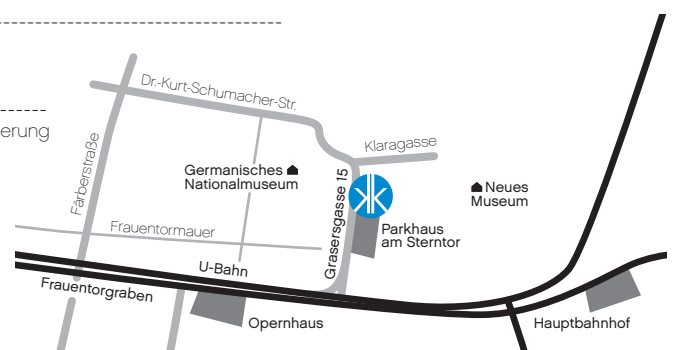 Dr.-Kurt-Schumacher-Str.
erung
Klaragasse
Färberstraße
Germanisches
Nationalmuseum
Grasersgasse 15
Neues
Museum
Frauentormauer
Parkhaus
am Sterntor
U-Bahn
Frauentorgraben
Opernhaus
Hauptbahnhof